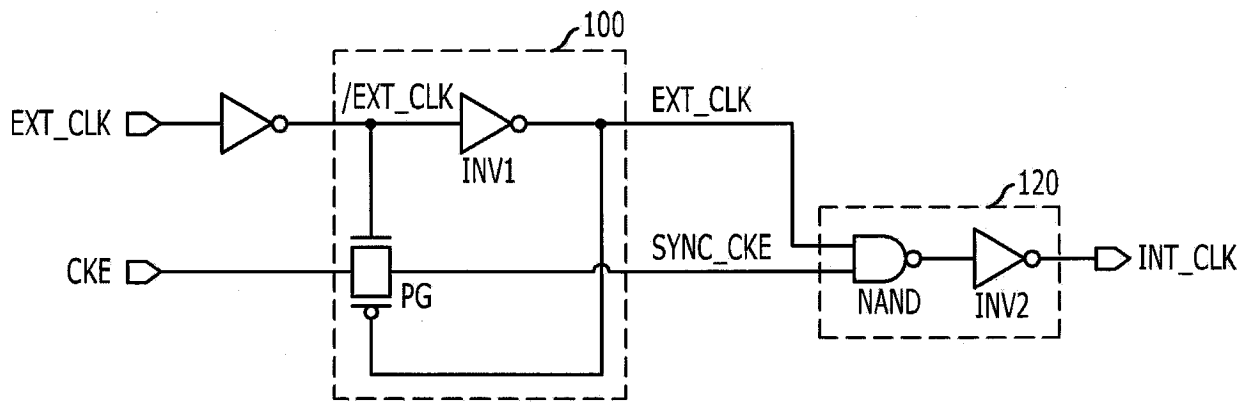 100
EXT_CLK
/EXT_CLK
EXT_CLK
INV1
120
CKE
PG
SYNC_CKE
NAND
INV2
INT_CLK